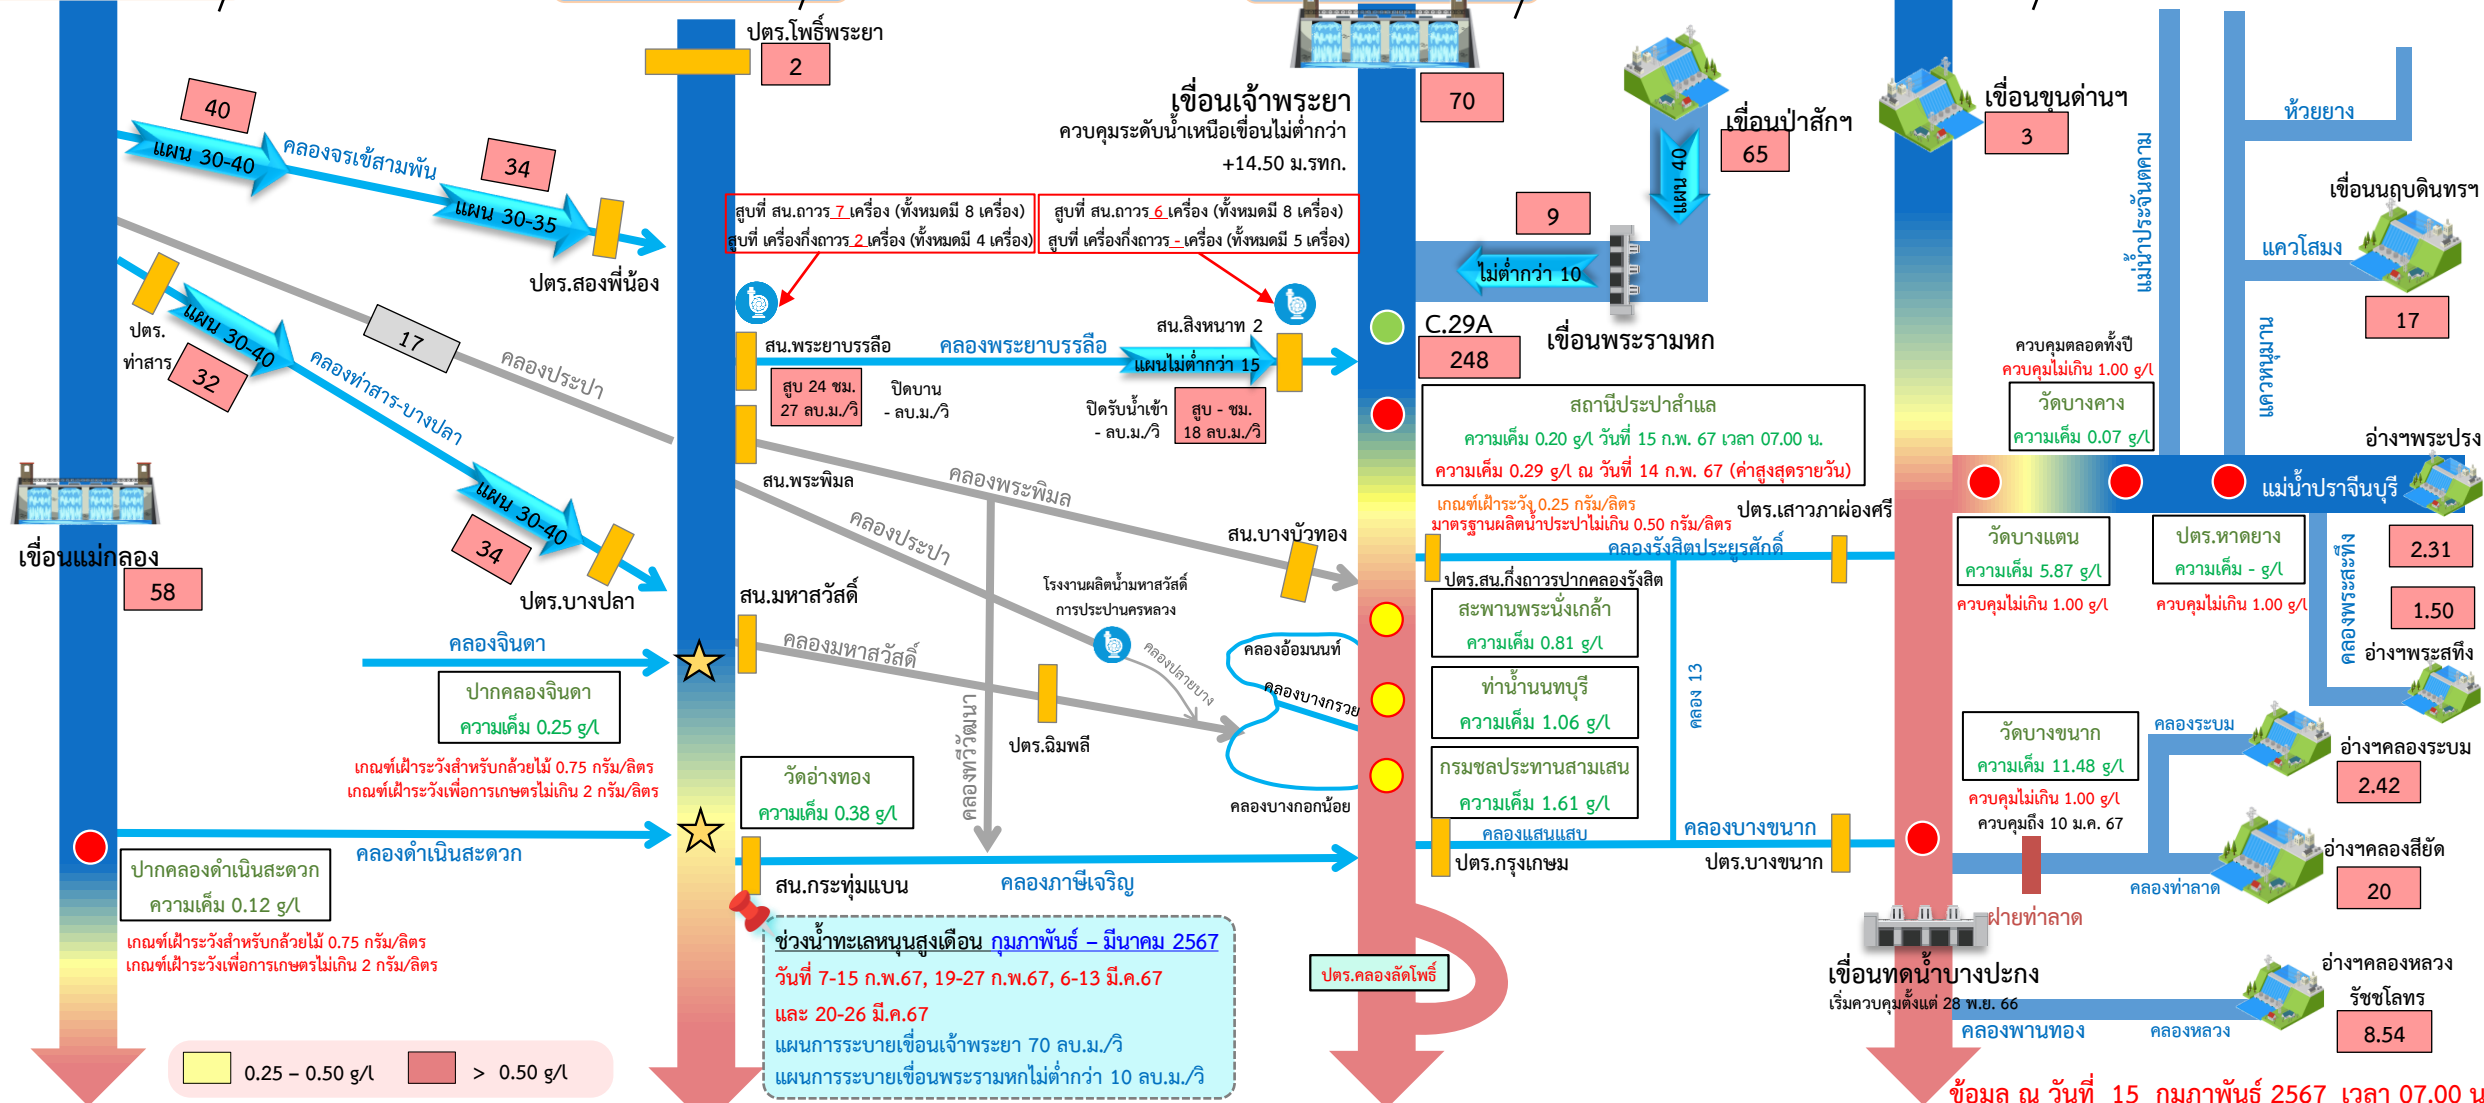 ปตร.โพธิ์พระยา
2
40
แผน 30-40
คลองจรเข้สามพัน
34
แผน 30-35
ปตร.สองพี่น้อง
ปตร.
ท่าสาร
แผน 30-40
32
คลองท่าสาร-บางปลา
17
คลองประปา
แผน 30-40
34
ปตร.บางปลา
เขื่อนแม่กลอง
58
คลองจินดา
ปากคลองจินดา
ความเค็ม 0.25 g/l
เกณฑ์เฝ้าระวังสำหรับกล้วยไม้ 0.75 กรัม/ลิตร
เกณฑ์เฝ้าระวังเพื่อการเกษตรไม่เกิน 2 กรัม/ลิตร
คลองดำเนินสะดวก
ปากคลองดำเนินสะดวก
ความเค็ม 0.12 g/l
เกณฑ์เฝ้าระวังสำหรับกล้วยไม้ 0.75 กรัม/ลิตร
เกณฑ์เฝ้าระวังเพื่อการเกษตรไม่เกิน 2 กรัม/ลิตร
0.25 – 0.50 g/l
> 0.50 g/l
เขื่อนเจ้าพระยา
ควบคุมระดับน้ำเหนือเขื่อนไม่ต่ำกว่า
+14.50 ม.รทก.
70
สูบที่ สน.ถาวร 7 เครื่อง (ทั้งหมดมี 8 เครื่อง)
สูบที่ เครื่องกึ่งถาวร 2 เครื่อง (ทั้งหมดมี 4 เครื่อง)
สูบที่ สน.ถาวร 6 เครื่อง (ทั้งหมดมี 8 เครื่อง)
สูบที่ เครื่องกึ่งถาวร - เครื่อง (ทั้งหมดมี 5 เครื่อง)
สน.พระยาบรรลือ
คลองพระยาบรรลือ
สน.สิงหนาท 2
แผนไม่ต่ำกว่า 15
สูบ 24 ชม.
27 ลบ.ม./วิ
ปิดบาน
- ลบ.ม./วิ
ปิดรับน้ำเข้า
- ลบ.ม./วิ
สูบ - ชม.
18 ลบ.ม./วิ
สน.พระพิมล
คลองพระพิมล
คลองประปา
สน.บางบัวทอง
สน.มหาสวัสดิ์
โรงงานผลิตน้ำมหาสวัสดิ์
การประปานครหลวง
คลองมหาสวัสดิ์
คลองปลายบาง
คลองทวีวัฒนา
ปตร.ฉิมพลี
คลองอ้อมนนท์
คลองบางกรวย
คลองบางกอกน้อย
วัดอ่างทอง
ความเค็ม 0.38 g/l
สน.กระทุ่มแบน
คลองภาษีเจริญ
ช่วงน้ำทะเลหนุนสูงเดือน กุมภาพันธ์ – มีนาคม 2567
วันที่ 7-15 ก.พ.67, 19-27 ก.พ.67, 6-13 มี.ค.67
และ 20-26 มี.ค.67
แผนการระบายเขื่อนเจ้าพระยา 70 ลบ.ม./วิ
แผนการระบายเขื่อนพระรามหกไม่ต่ำกว่า 10 ลบ.ม./วิ
เขื่อนป่าสักฯ
65
แผน 40
9
ไม่ต่ำกว่า 10
เขื่อนพระรามหก
C.29A
248
สถานีประปาสำแล
ความเค็ม 0.20 g/l วันที่ 15 ก.พ. 67 เวลา 07.00 น.
ความเค็ม 0.29 g/l ณ วันที่ 14 ก.พ. 67 (ค่าสูงสุดรายวัน)
เกณฑ์เฝ้าระวัง 0.25 กรัม/ลิตร
มาตรฐานผลิตน้ำประปาไม่เกิน 0.50 กรัม/ลิตร
ปตร.เสาวภาผ่องศรี
คลองรังสิตประยูรศักดิ์
ปตร.สน.กึ่งถาวรปากคลองรังสิต
สะพานพระนั่งเกล้า
ความเค็ม 0.81 g/l
ท่าน้ำนนทบุรี
ความเค็ม 1.06 g/l
กรมชลประทานสามเสน
ความเค็ม 1.61 g/l
คลอง 13
คลองแสนแสบ
คลองบางขนาก
ปตร.กรุงเกษม
ปตร.บางขนาก
ปตร.คลองลัดโพธิ์
เขื่อนขุนด่านฯ
3
แม่น้ำประจันตคาม
ห้วยยาง
เขื่อนนฤบดินทรฯ
แควโสมง
17
แควหนุมาน
ควบคุมตลอดทั้งปี
ควบคุมไม่เกิน 1.00 g/l
วัดบางคาง
ความเค็ม 0.07 g/l
อ่างฯพระปรง
แม่น้ำปราจีนบุรี
2.31
วัดบางแตน
ความเค็ม 5.87 g/l
ควบคุมไม่เกิน 1.00 g/l
ปตร.หาดยาง
ความเค็ม - g/l
ควบคุมไม่เกิน 1.00 g/l
คลองพระสะทึง
1.50
อ่างฯพระสทึง
วัดบางขนาก
ความเค็ม 11.48 g/l
ควบคุมไม่เกิน 1.00 g/l
ควบคุมถึง 10 ม.ค. 67
คลองระบม
อ่างฯคลองระบม
2.42
อ่างฯคลองสียัด
20
คลองท่าลาด
ฝายท่าลาด
เขื่อนทดน้ำบางปะกง
เริ่มควบคุมตั้งแต่ 28 พ.ย. 66
อ่างฯคลองหลวง
รัชชโลทร
8.54
คลองพานทอง
คลองหลวง
ข้อมูล ณ วันที่ 15 กุมภาพันธ์ 2567 เวลา 07.00 น